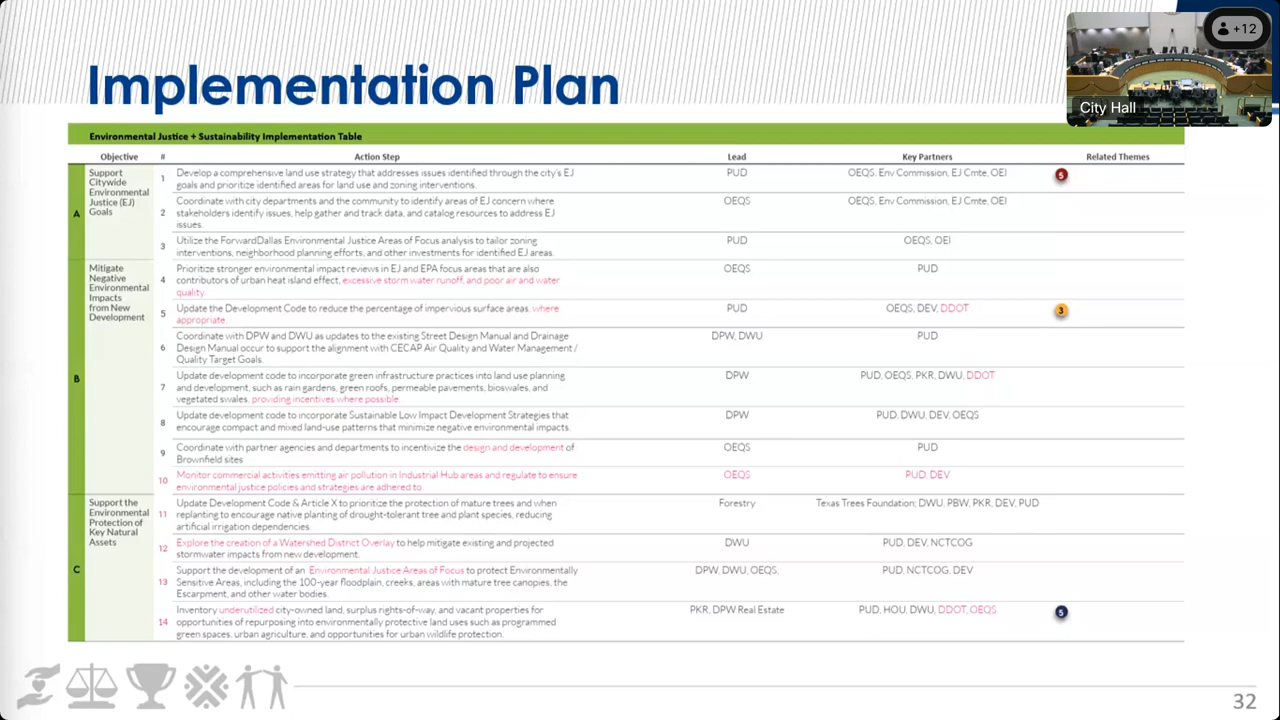 Implementation Plan
+12
City Hall
Environmental Justice + Sustainability Implementation Table
Objective # Action Step Lead Key Partners Related Themes
A
Support
Citywide
Environmental
Justice (EJ)
Goals
1
Develop a comprehensive land use strategy that addresses issues identified through the city's EJ
goals and prioritize identified areas for land use and zoning interventions.
PUD
OEQS, Env Commission, EJ Cmte, OEI
5
2
Coordinate with city departments and the community to identify areas of EJ concern where
stakeholders identify issues, help gather and track data, and catalog resources to address EJ
issues.
OEQS
OEQS, Env Commission, EJ Cmte, OEI
3
Utilize the ForwardDallas Environmental Justice Areas of Focus analysis to tailor zoning
interventions, neighborhood planning efforts, and other investments for identified EJ areas.
PUD
OEQS, OEI
B
Mitigate
Negative
Environmental
Impacts
from New
Development
4
Prioritize stronger environmental impact reviews in EJ and EPA focus areas that are also
contributors of urban heat island effect, excessive storm water runoff, and poor air and water
quality.
OEQS
PUD
5
Update the Development Code to reduce the percentage of impervious surface areas, where
appropriate.
PUD
OEQS, DEV, DDOT
3
6
Coordinate with DPW and DWU as updates to the existing Street Design Manual and Drainage
Design Manual occur to support the alignment with CECAP Air Quality and Water Management /
Quality Target Goals.
DPW, DWU
PUD
7
Update development code to incorporate green infrastructure practices into land use planning
and development, such as rain gardens, green roofs, permeable pavements, bioswales, and
vegetated swales, providing incentives where possible.
DPW
PUD, OEQS, PKR, DWU, DDOT
8
Update development code to incorporate Sustainable Low Impact Development Strategies that
encourage compact and mixed land-use patterns that minimize negative environmental impacts.
DPW
PUD, DWU, DEV, OEQS
9
Coordinate with partner agencies and departments to incentivize the design and development of
Brownfield sites
OEQS
PUD
10
Monitor commercial activities emitting air pollution in Industrial Hub areas and regulate to ensure
environmental justice policies and strategies are adhered to.
OEQS
PUD, DEV
C
Support the
Environmental
Protection of
Key Natural
Assets
11
Update Development Code & Article X to prioritize the protection of mature trees and when
replanting to encourage native planting of drought-tolerant tree and plant species, reducing
artificial irrigation dependencies.
Forestry
Texas Trees Foundation; DWU, PBW, PKR, DEV, PUD
12
Explore the creation of a Watershed District Overlay to help mitigate existing and projected
stormwater impacts from new development.
DWU
PUD, DEV, NCTCOG
13
Support the development of an Environmental Justice Areas of Focus to protect Environmentally
Sensitive Areas, including the 100-year floodplain, creeks, areas with mature tree canopies, the
Escarpment, and other water bodies.
DPW, DWU, OEQS,
PUD, NCTCOG, DEV
14
Inventory underutilized city-owned land, surplus rights-of-way, and vacant properties for
opportunities of repurposing into environmentally protective land uses such as programmed
green spaces, urban agriculture, and opportunities for urban wildlife protection.
PKR, DPW Real Estate
PUD, HOU, DWU, DDOT, OEQS
5
32